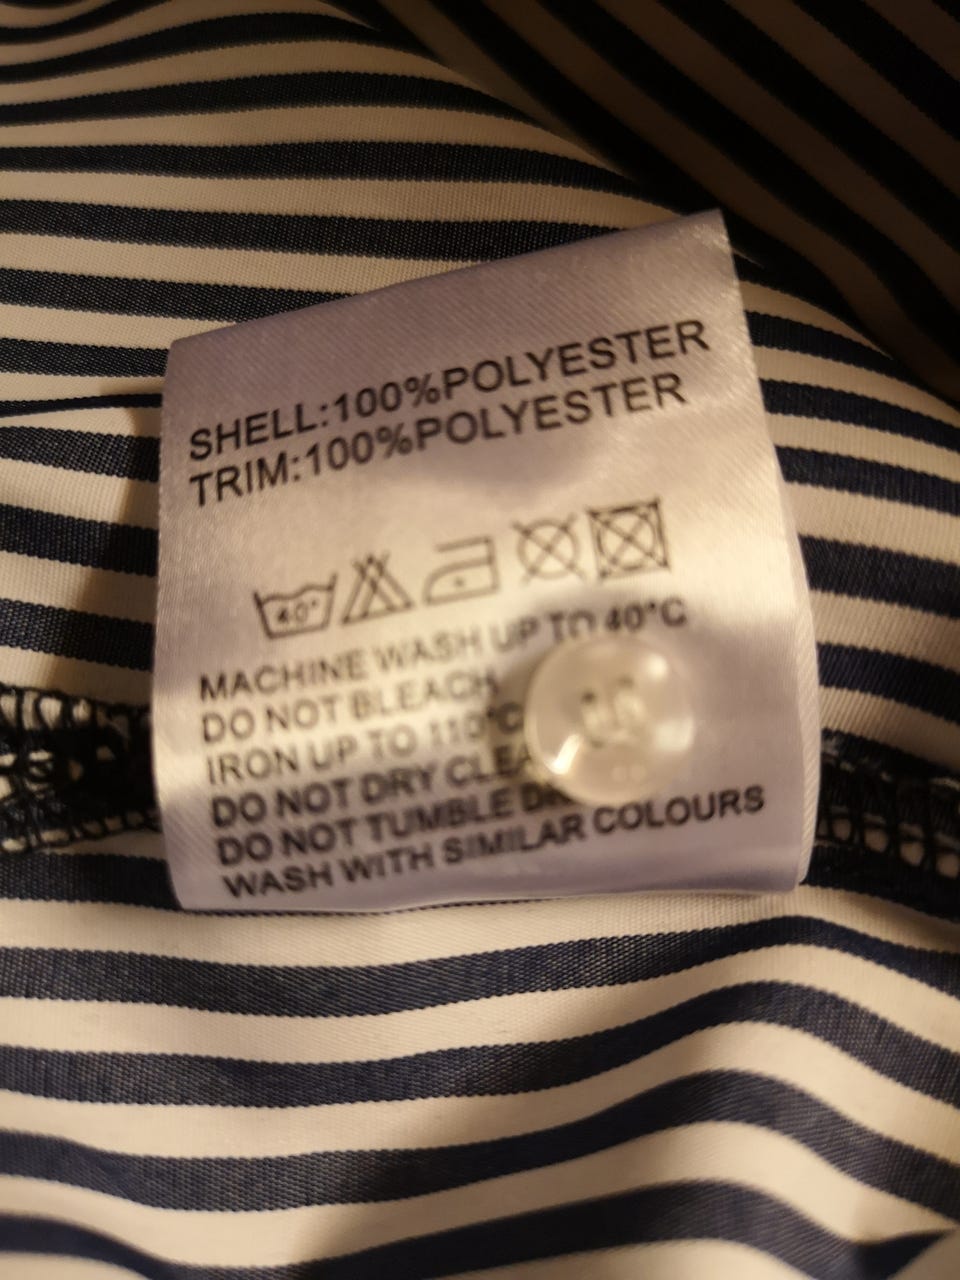 SHELL:100%POLYESTER
TRIM:100%POLYESTER
40°
MACHINE WASH UP TO 40°C
DO NOT BLEACH
IRON UP TO 110°C
DO NOT DRY
DO NOT TUMBLE
WASH WITH SIMILAR COLOURS